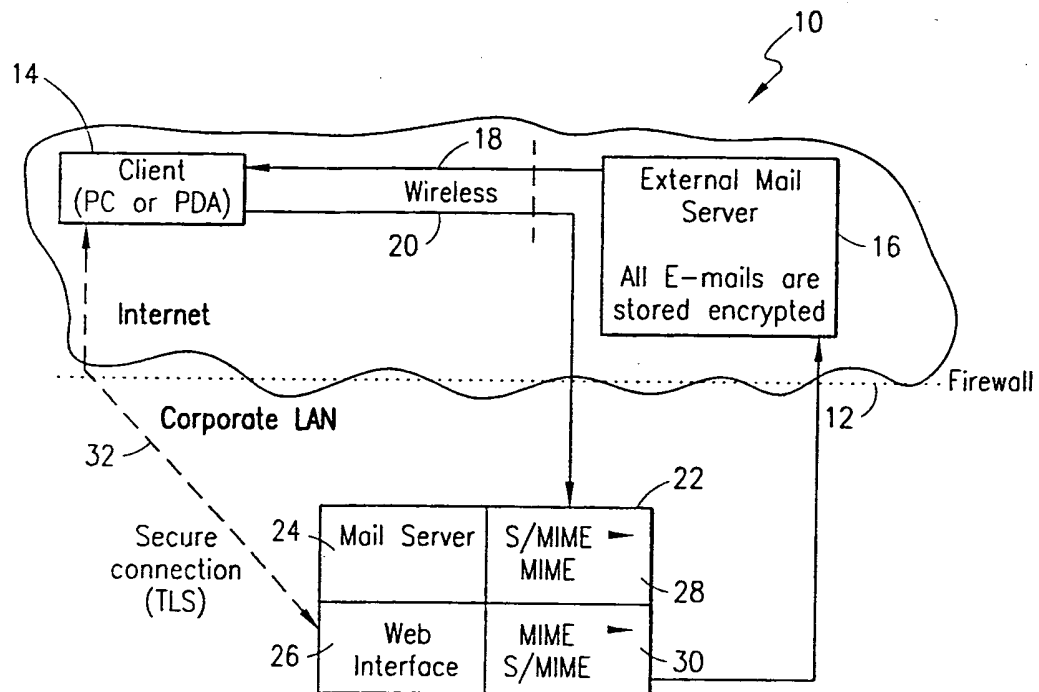 10
14
Client
(PC or PDA)
18
Wireless
20
External Mail
Server
All E-mails are
stored encrypted
16
Internet
Firewall
12
Corporate LAN
32
Secure
connection
(TLS)
22
24
Mail Server
S/MIME
MIME
28
26
Web
Interface
MIME
S/MIME
30